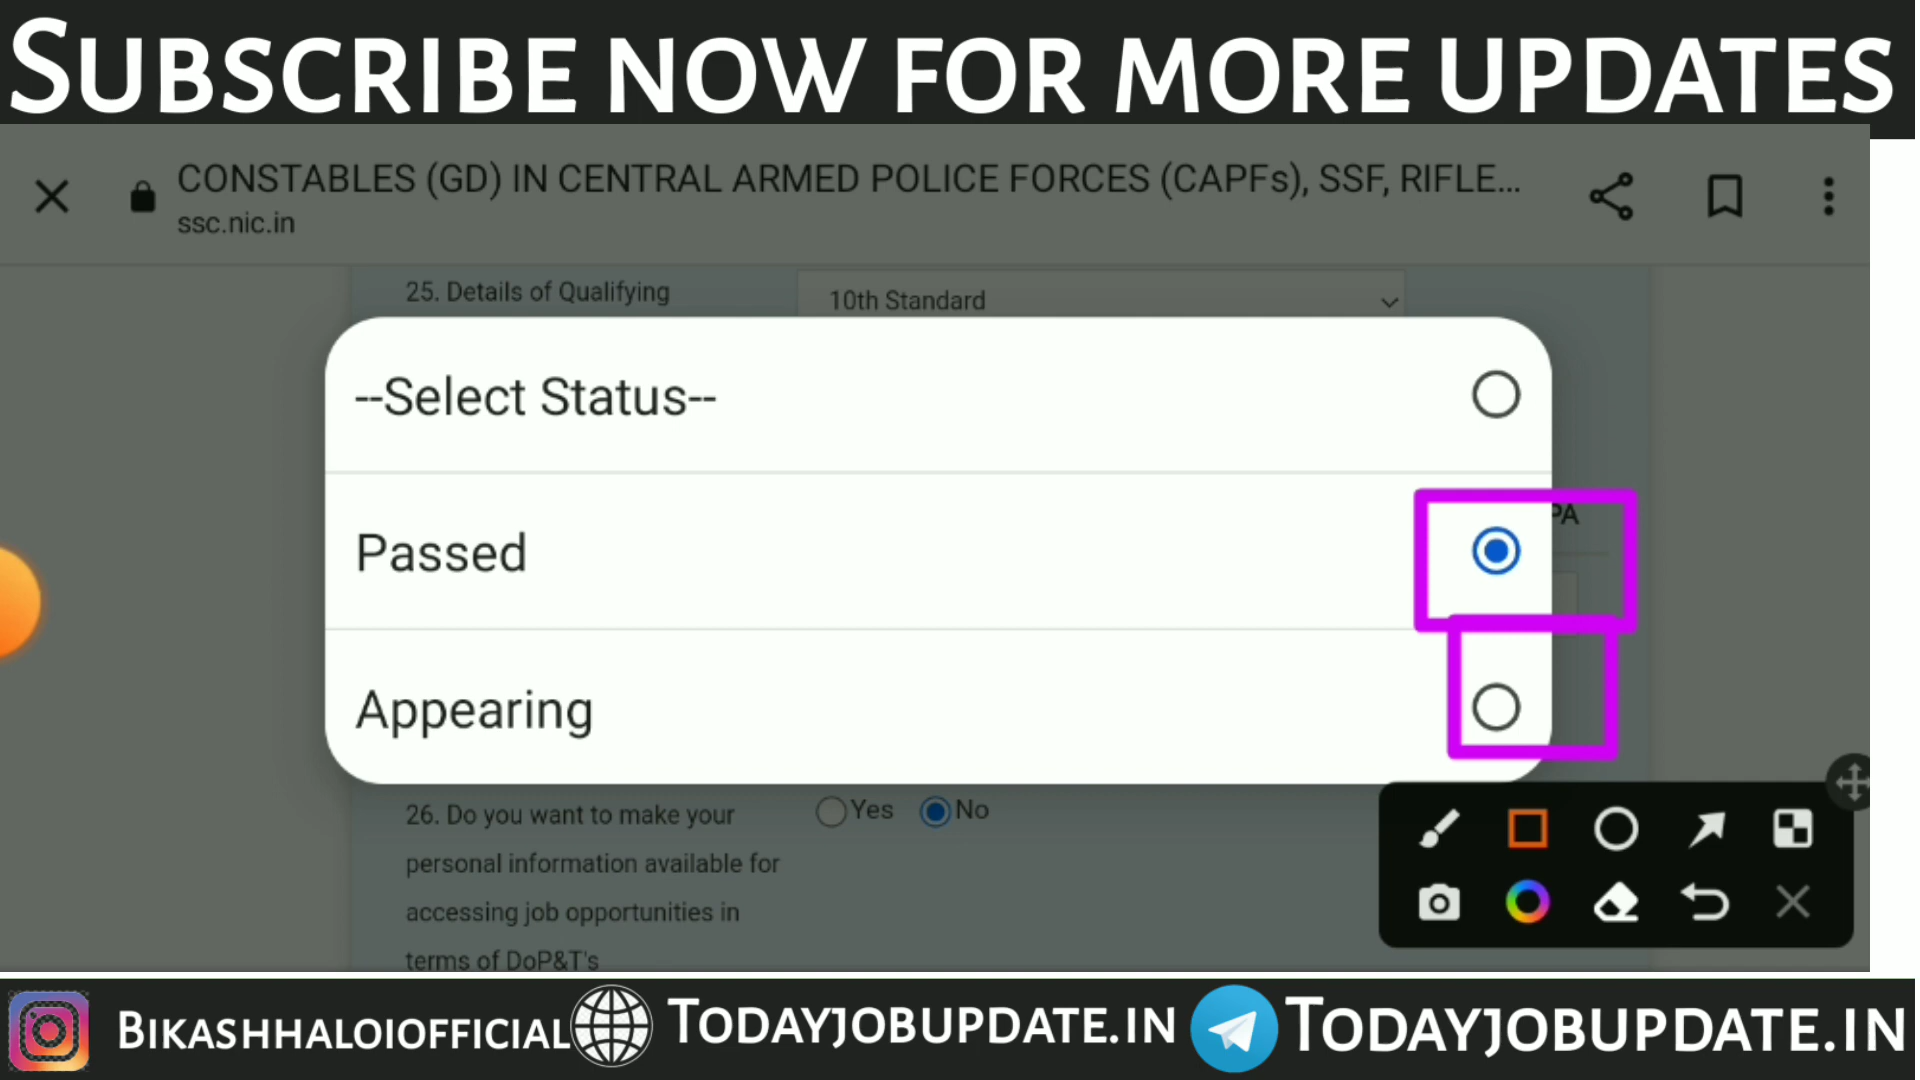 SUBSCRIBE NOW FOR MORE UPDATES
CONSTABLES (GD) IN CENTRAL ARMED POLICE FORCES (CAPFs), SSF, RIFLE...
ssc.nic.in
25. Details of Qualifying
10th Standard
--Select Status--
PA
Passed
Appearing
26. Do you want to make your
personal information available for
accessing job opportunities in
terms of DoP&T's
Yes No
BIKASHHALOIOFFICIAL TODAYJOBUPDATE.IN TODAYJOBUPDATE.IN